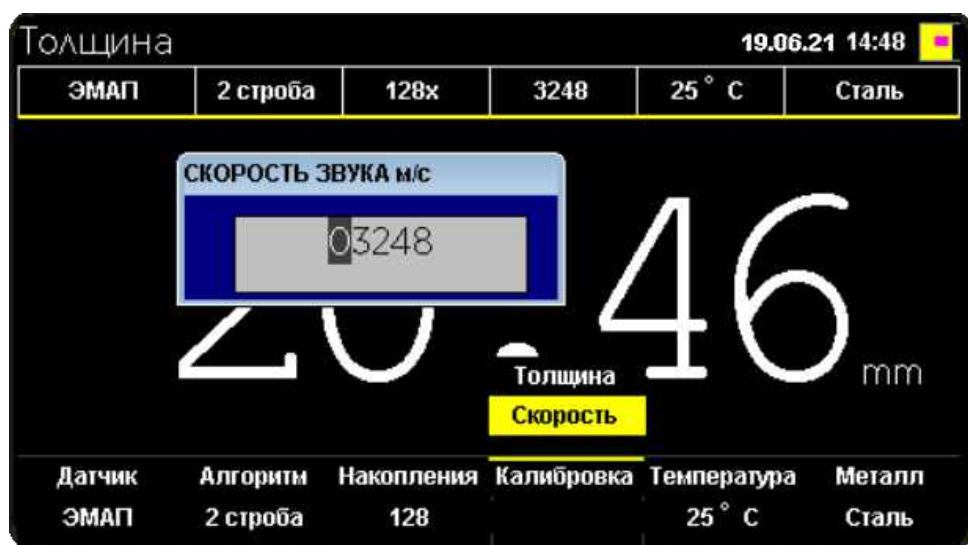 Толщина 19.06.21 14:48
ЭМАП 2 строба 128x 3248 25° C Сталь
СКОРОСТЬ ЗВУКА м/с
03248
20.46 mm
Толщина
Скорость
Датчик Алгоритм Накопления Калибровка Температура Металл
ЭМАП 2 строба 128 25° C Сталь